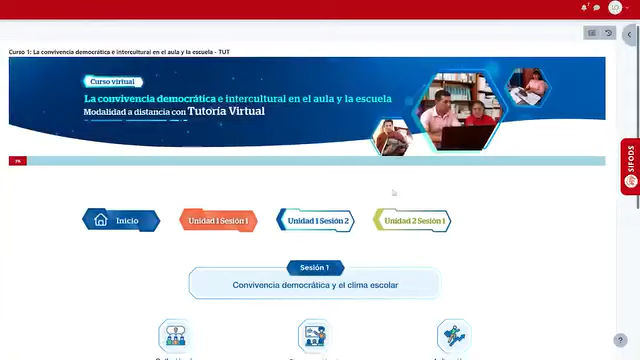 LO
Curso 1: La convivencia democrática e intercultural en el aula y la escuela - TUT
Curso virtual
La convivencia democrática e intercultural en el aula y la escuela
Modalidad a distancia con Tutoría Virtual
7%
SIFODS
Inicio
Unidad 1 Sesión 1
Unidad 1 Sesión 2
Unidad 2 Sesión 1
Sesión 1
Convivencia democrática y el clima escolar
?